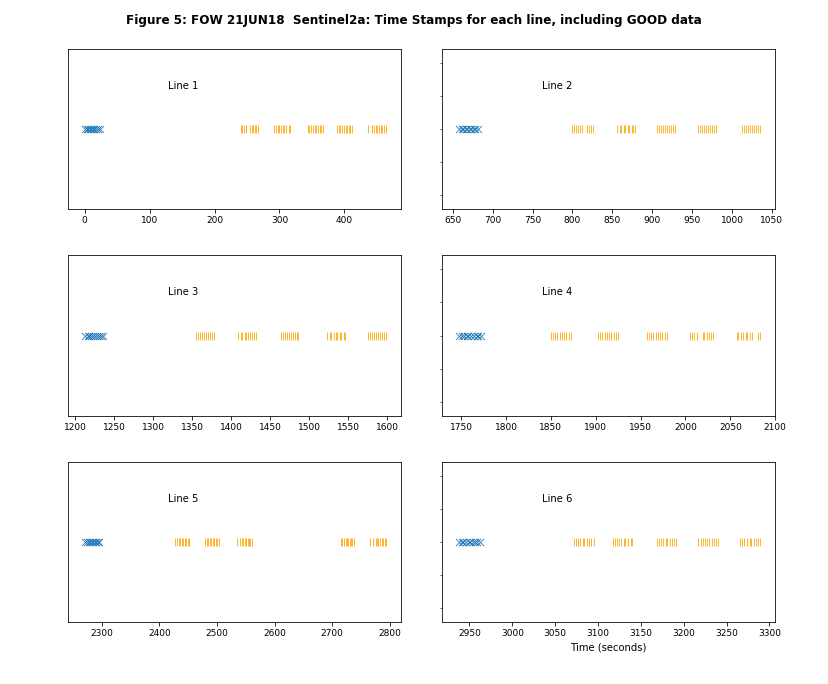 Figure 5: FOW 21JUN18 Sentinel2a: Time Stamps for each line, including GOOD data
Line 1
0 100 200 300 400
Line 2
650 700 750 800 850 900 950 1000 1050
Line 3
1200 1250 1300 1350 1400 1450 1500 1550 1600
Line 4
1750 1800 1850 1900 1950 2000 2050 2100
Line 5
2300 2400 2500 2600 2700 2800
Line 6
2950 3000 3050 3100 3150 3200 3250 3300
Time (seconds)